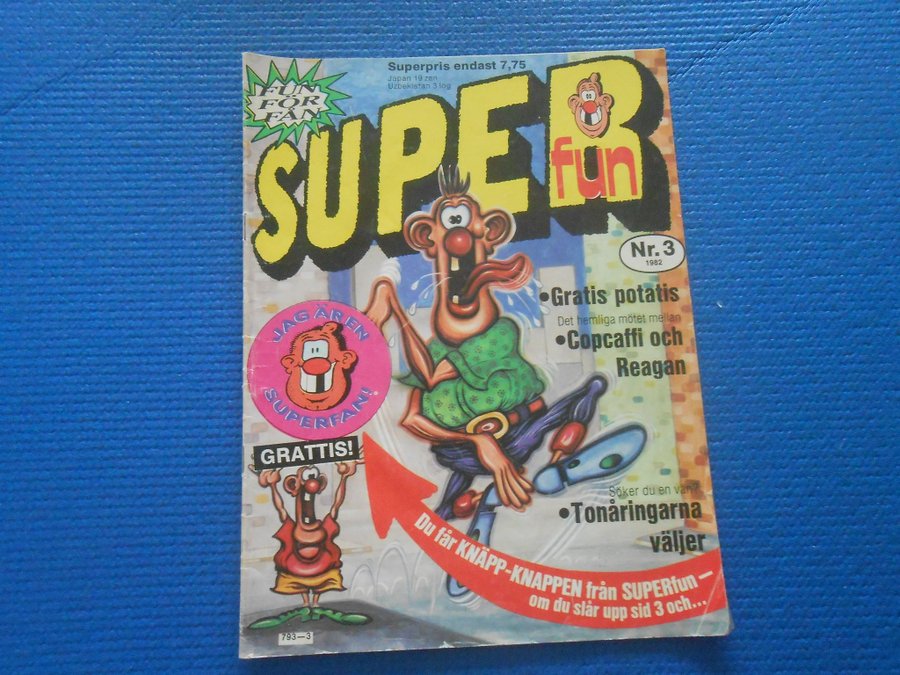 Superpris endast 7,75
Japan 19 zen
Uzbekistan 3 tog
FUN
FÖR
FÅN
SUPER
fun
Nr. 3
1982
•Gratis potatis
Det hemliga mötet mellan
•Copcaffi och
Reagan
JAG ÄR EN
SUPERFAN!
GRATTIS!
Söker du en vän?
•Tonåringarna
väljer
Du får KNÄPP-KNAPPEN från SUPERfun –
om du slår upp sid 3 och...
793–3